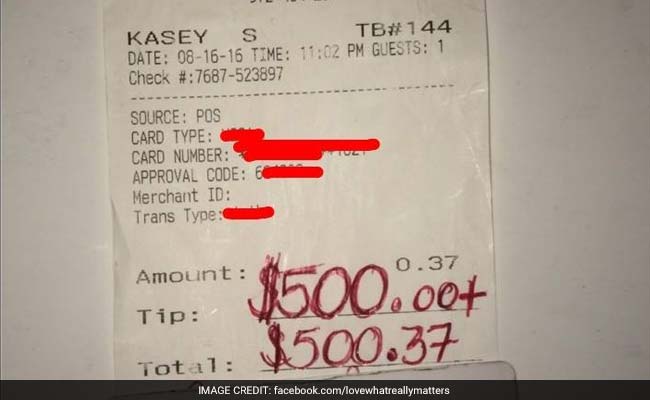 KASEY S TB#144
DATE: 08-16-16 TIME: 11:02 PM GUESTS: 1
Check #:7687-523897
SOURCE: POS
CARD TYPE:
CARD NUMBER:
APPROVAL CODE: 6
Merchant ID:
Trans Type:
Amount: 0.37
Tip: $500.00+
Total: $500.37
IMAGE CREDIT: facebook.com/lovewhatreallymatters